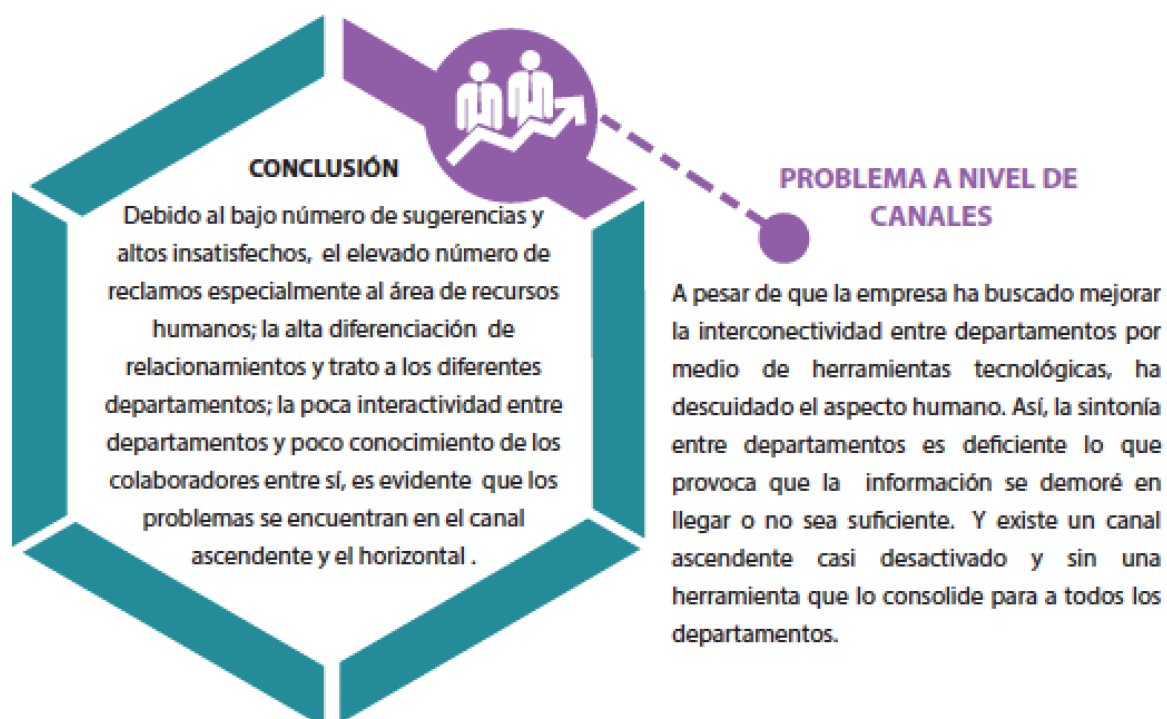 CONCLUSIÓN
Debido al bajo número de sugerencias y
altos insatisfechos, el elevado número de
reclamos especialmente al área de recursos
humanos; la alta diferenciación de
relacionamientos y trato a los diferentes
departamentos; la poca interactividad entre
departamentos y poco conocimiento de los
colaboradores entre sí, es evidente que los
problemas se encuentran en el canal
ascendente y el horizontal .
PROBLEMA A NIVEL DE
CANALES
A pesar de que la empresa ha buscado mejorar
la interconectividad entre departamentos por
medio de herramientas tecnológicas, ha
descuidado el aspecto humano. Así, la sintonía
entre departamentos es deficiente lo que
provoca que la información se demoré en
llegar o no sea suficiente. Y existe un canal
ascendente casi desactivado y sin una
herramienta que lo consolide para a todos los
departamentos.